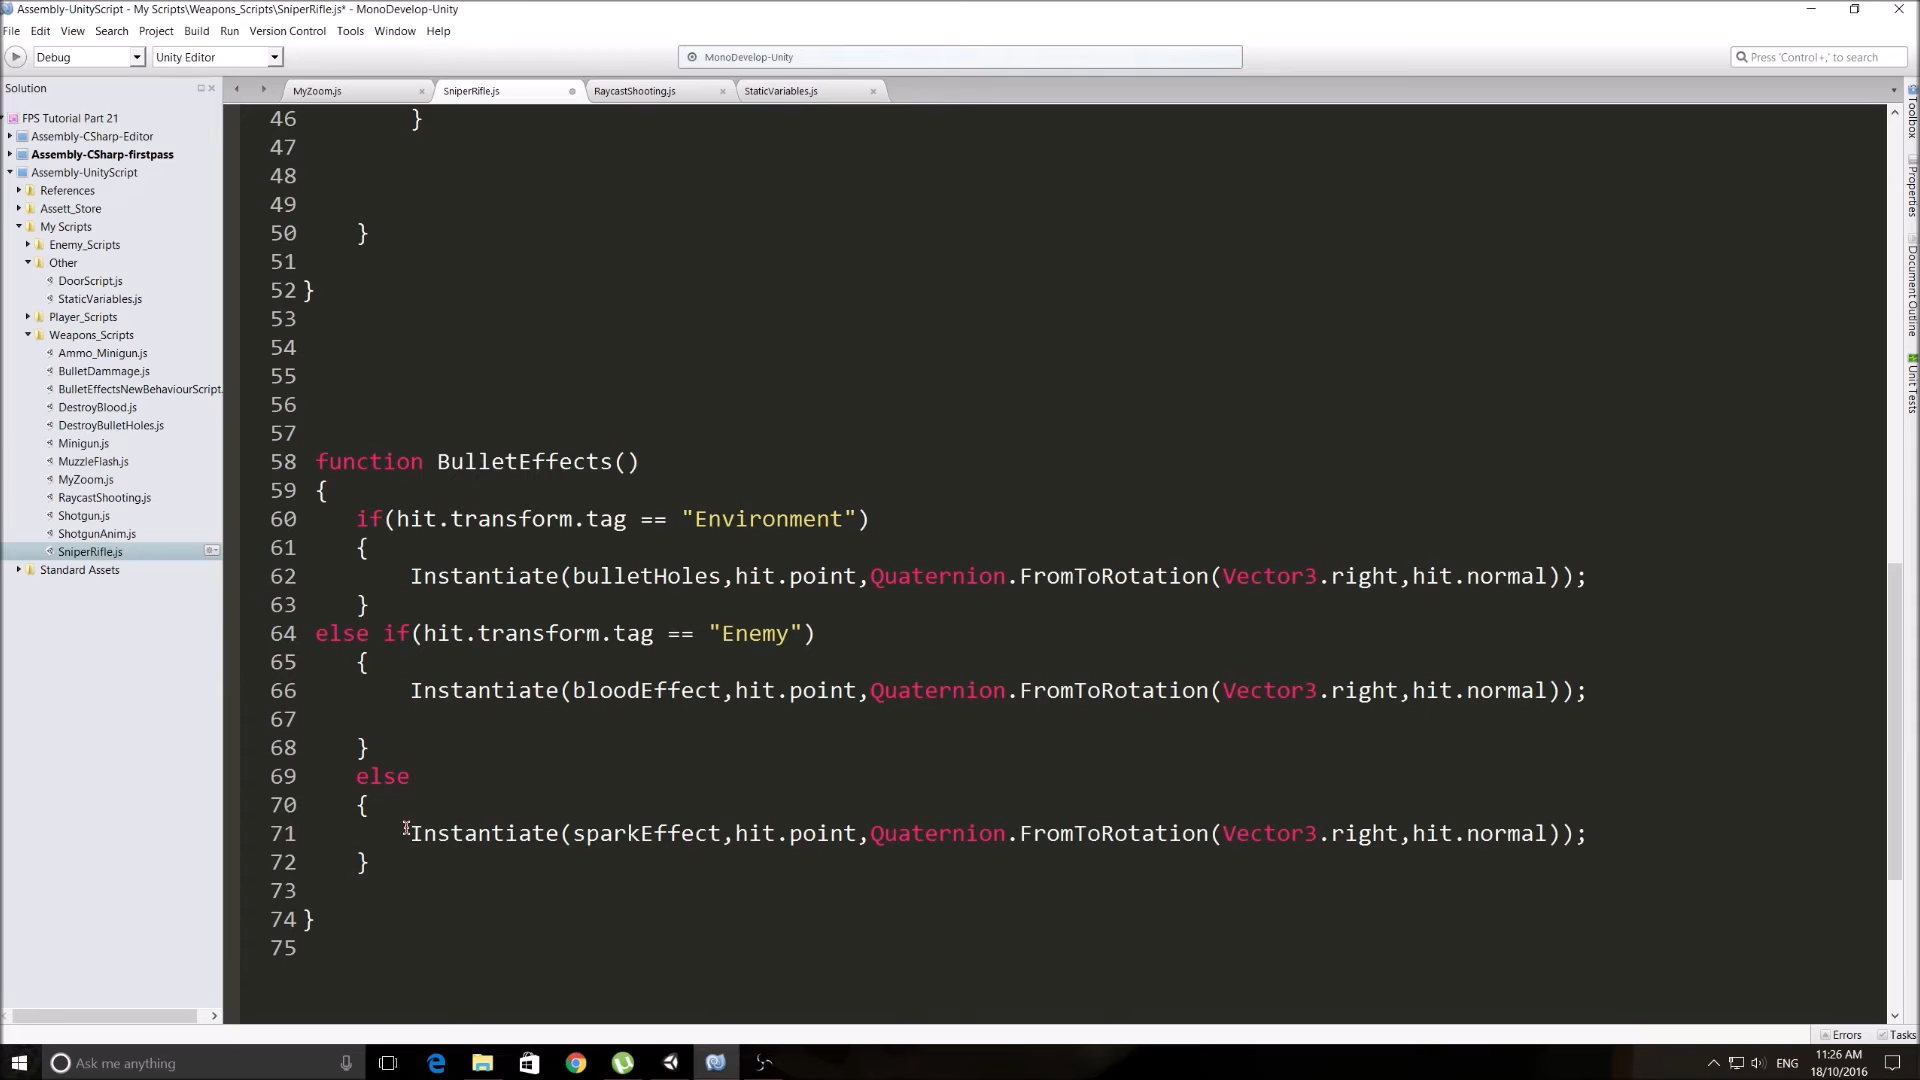 Assembly-UnityScript - My Scripts\Weapons_Scripts\SniperRifle.js* - MonoDevelop-Unity
File Edit View Search Project Build Run Version Control Tools Window Help
Debug Unity Editor MonoDevelop-Unity Press 'Control+,' to search
Solution
MyZoom.js SniperRifle.js RaycastShooting.js StaticVariables.js
FPS Tutorial Part 21
Assembly-CSharp-Editor
Assembly-CSharp-firstpass
Assembly-UnityScript
References
Assett_Store
My Scripts
Enemy_Scripts
Other
DoorScript.js
StaticVariables.js
Player_Scripts
Weapons_Scripts
Ammo_Minigun.js
BulletDammage.js
BulletEffectsNewBehaviourScript.
DestroyBlood.js
DestroyBulletHoles.js
Minigun.js
MuzzleFlash.js
MyZoom.js
RaycastShooting.js
Shotgun.js
ShotgunAnim.js
SniperRifle.js
Standard Assets
46 }
47
48
49
50 }
51
52 }
53
54
55
56
57
58 function BulletEffects()
59 {
60 if(hit.transform.tag == "Environment")
61 {
62 Instantiate(bulletHoles,hit.point,Quaternion.FromToRotation(Vector3.right,hit.normal));
63 }
64 else if(hit.transform.tag == "Enemy")
65 {
66 Instantiate(bloodEffect,hit.point,Quaternion.FromToRotation(Vector3.right,hit.normal));
67
68 }
69 else
70 {
71 Instantiate(sparkEffect,hit.point,Quaternion.FromToRotation(Vector3.right,hit.normal));
72 }
73
74 }
75
Toolbox
Properties
Document Outline
Unit Tests
Errors Tasks
Ask me anything
ENG
11:26 AM
18/10/2016